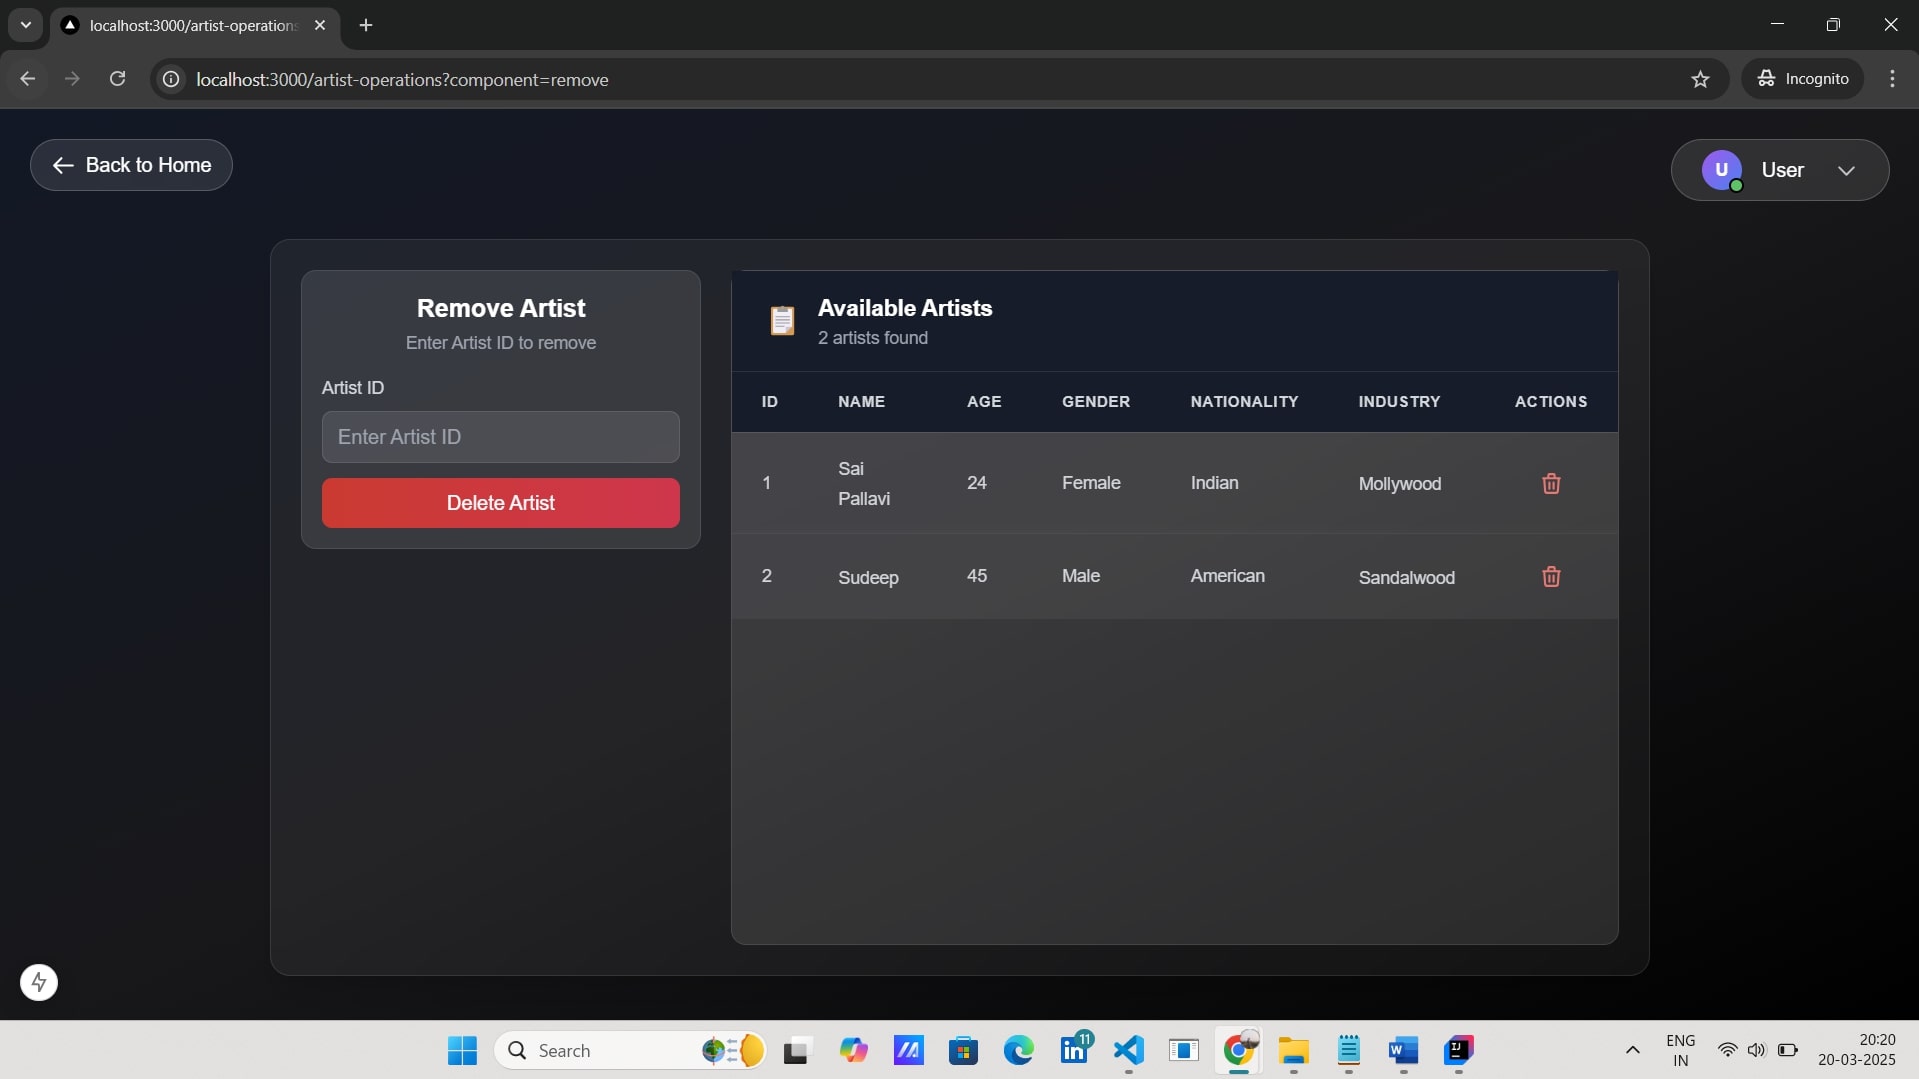 localhost:3000/artist-operations
localhost:3000/artist-operations?component=remove
Incognito
Back to Home
U
User
Remove Artist
Enter Artist ID to remove
Artist ID
Enter Artist ID
Delete Artist
Available Artists
2 artists found
ID NAME AGE GENDER NATIONALITY INDUSTRY ACTIONS
1 Sai Pallavi 24 Female Indian Mollywood
2 Sudeep 45 Male American Sandalwood
Search
11
ENG
IN
20:20
20-03-2025